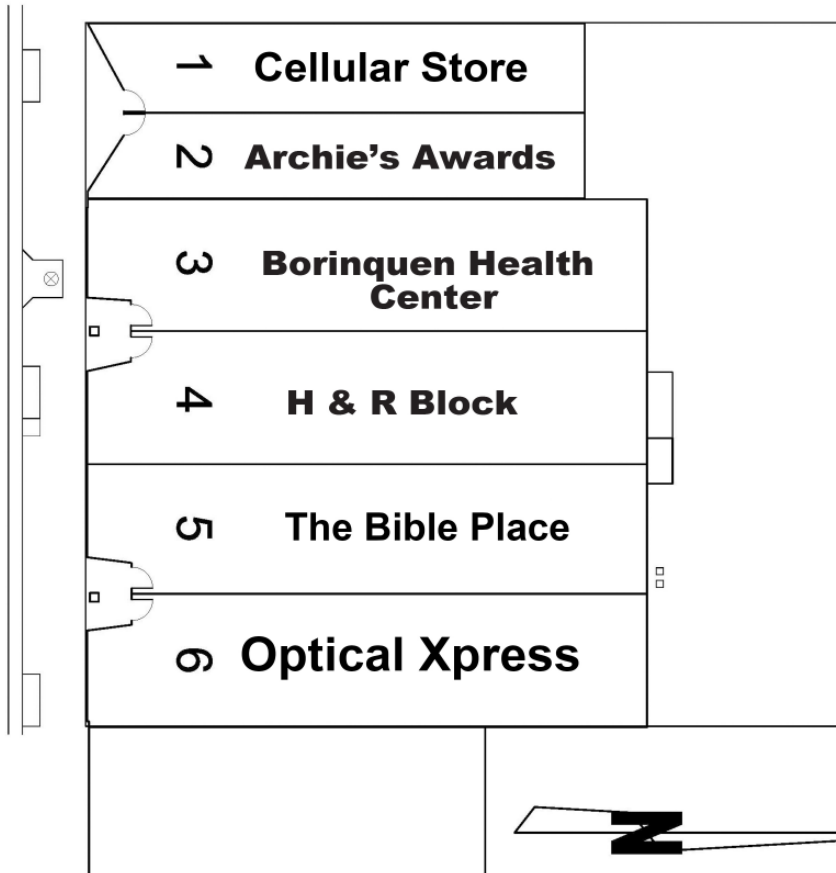 1 Cellular Store
2 Archie's Awards
3 Borinquen Health
Center
4 H & R Block
5 The Bible Place
6 Optical Xpress
N